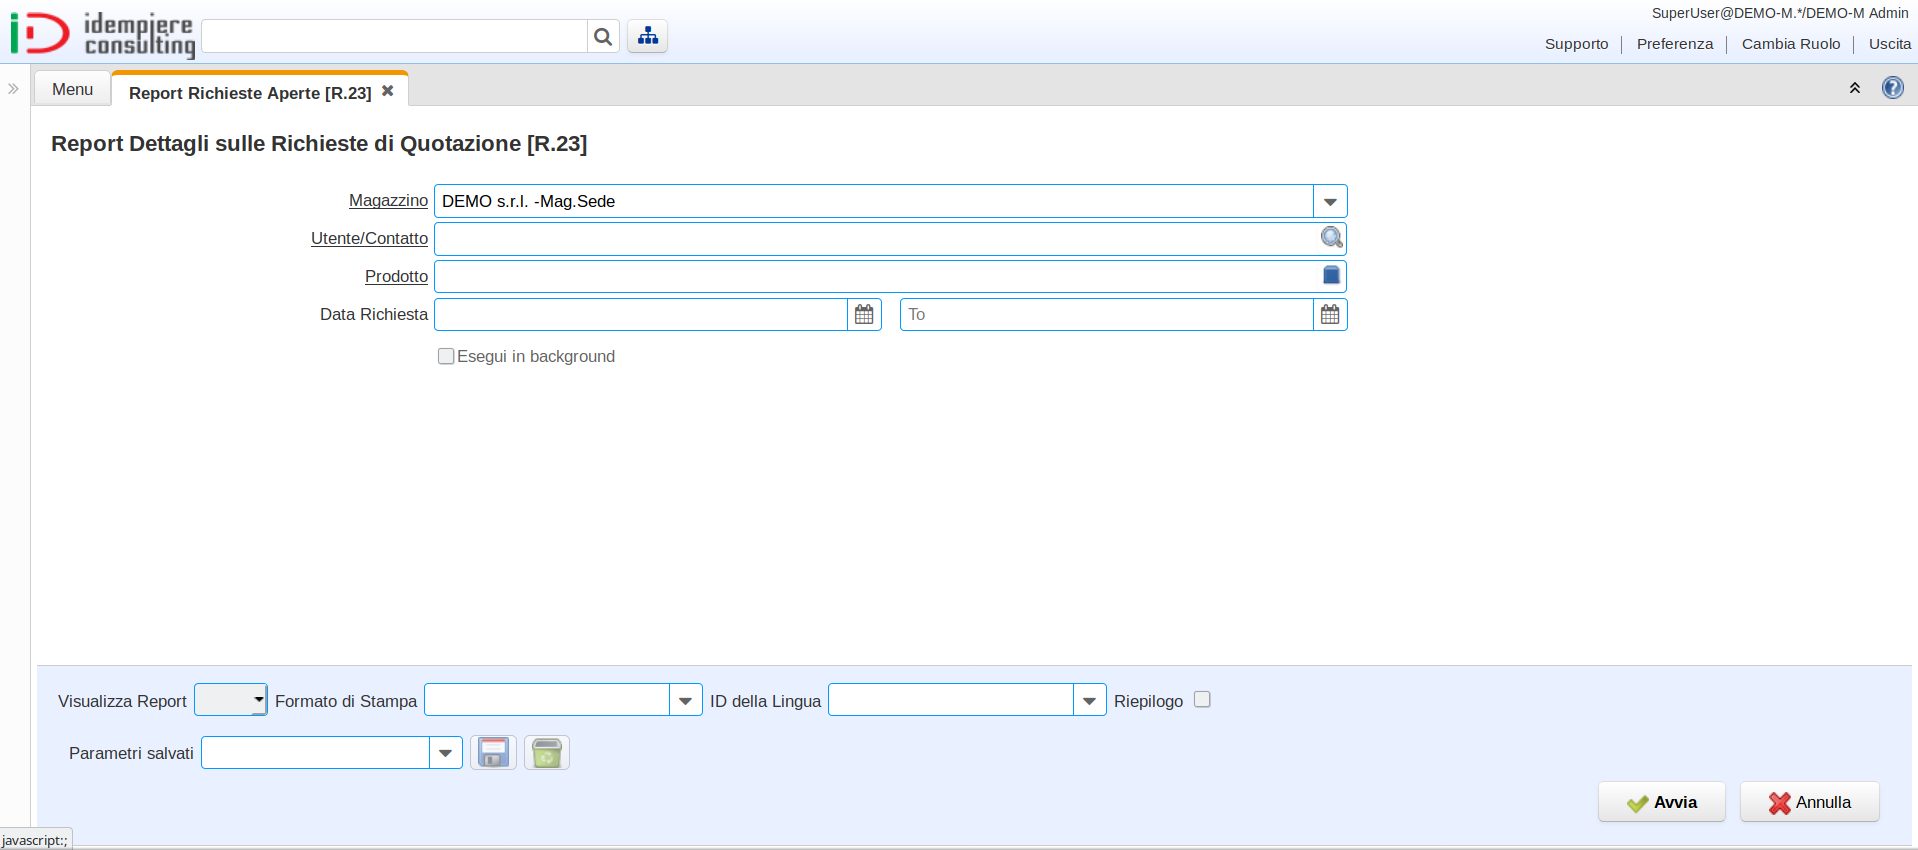 idempiere
consulting
SuperUser@DEMO-M.*/DEMO-M Admin
Supporto Preferenza Cambia Ruolo Uscita
Menu Report Richieste Aperte [R.23]
Report Dettagli sulle Richieste di Quotazione [R.23]
Magazzino DEMO s.r.l. -Mag.Sede
Utente/Contatto
Prodotto
Data Richiesta To
Esegui in background
Visualizza Report Formato di Stampa ID della Lingua Riepilogo
Parametri salvati
Avvia Annulla
javascript:;